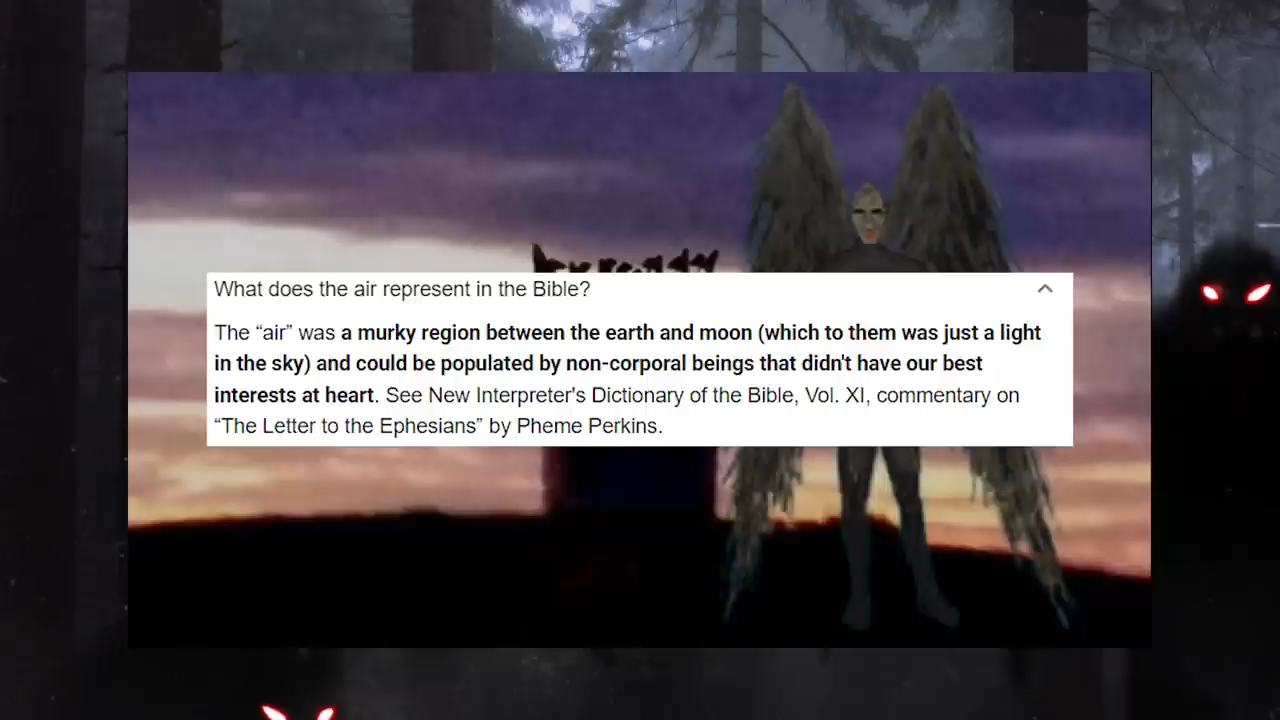 What does the air represent in the Bible?
The “air” was a murky region between the earth and moon (which to them was just a light
in the sky) and could be populated by non-corporal beings that didn't have our best
interests at heart. See New Interpreter's Dictionary of the Bible, Vol. XI, commentary on
“The Letter to the Ephesians” by Pheme Perkins.